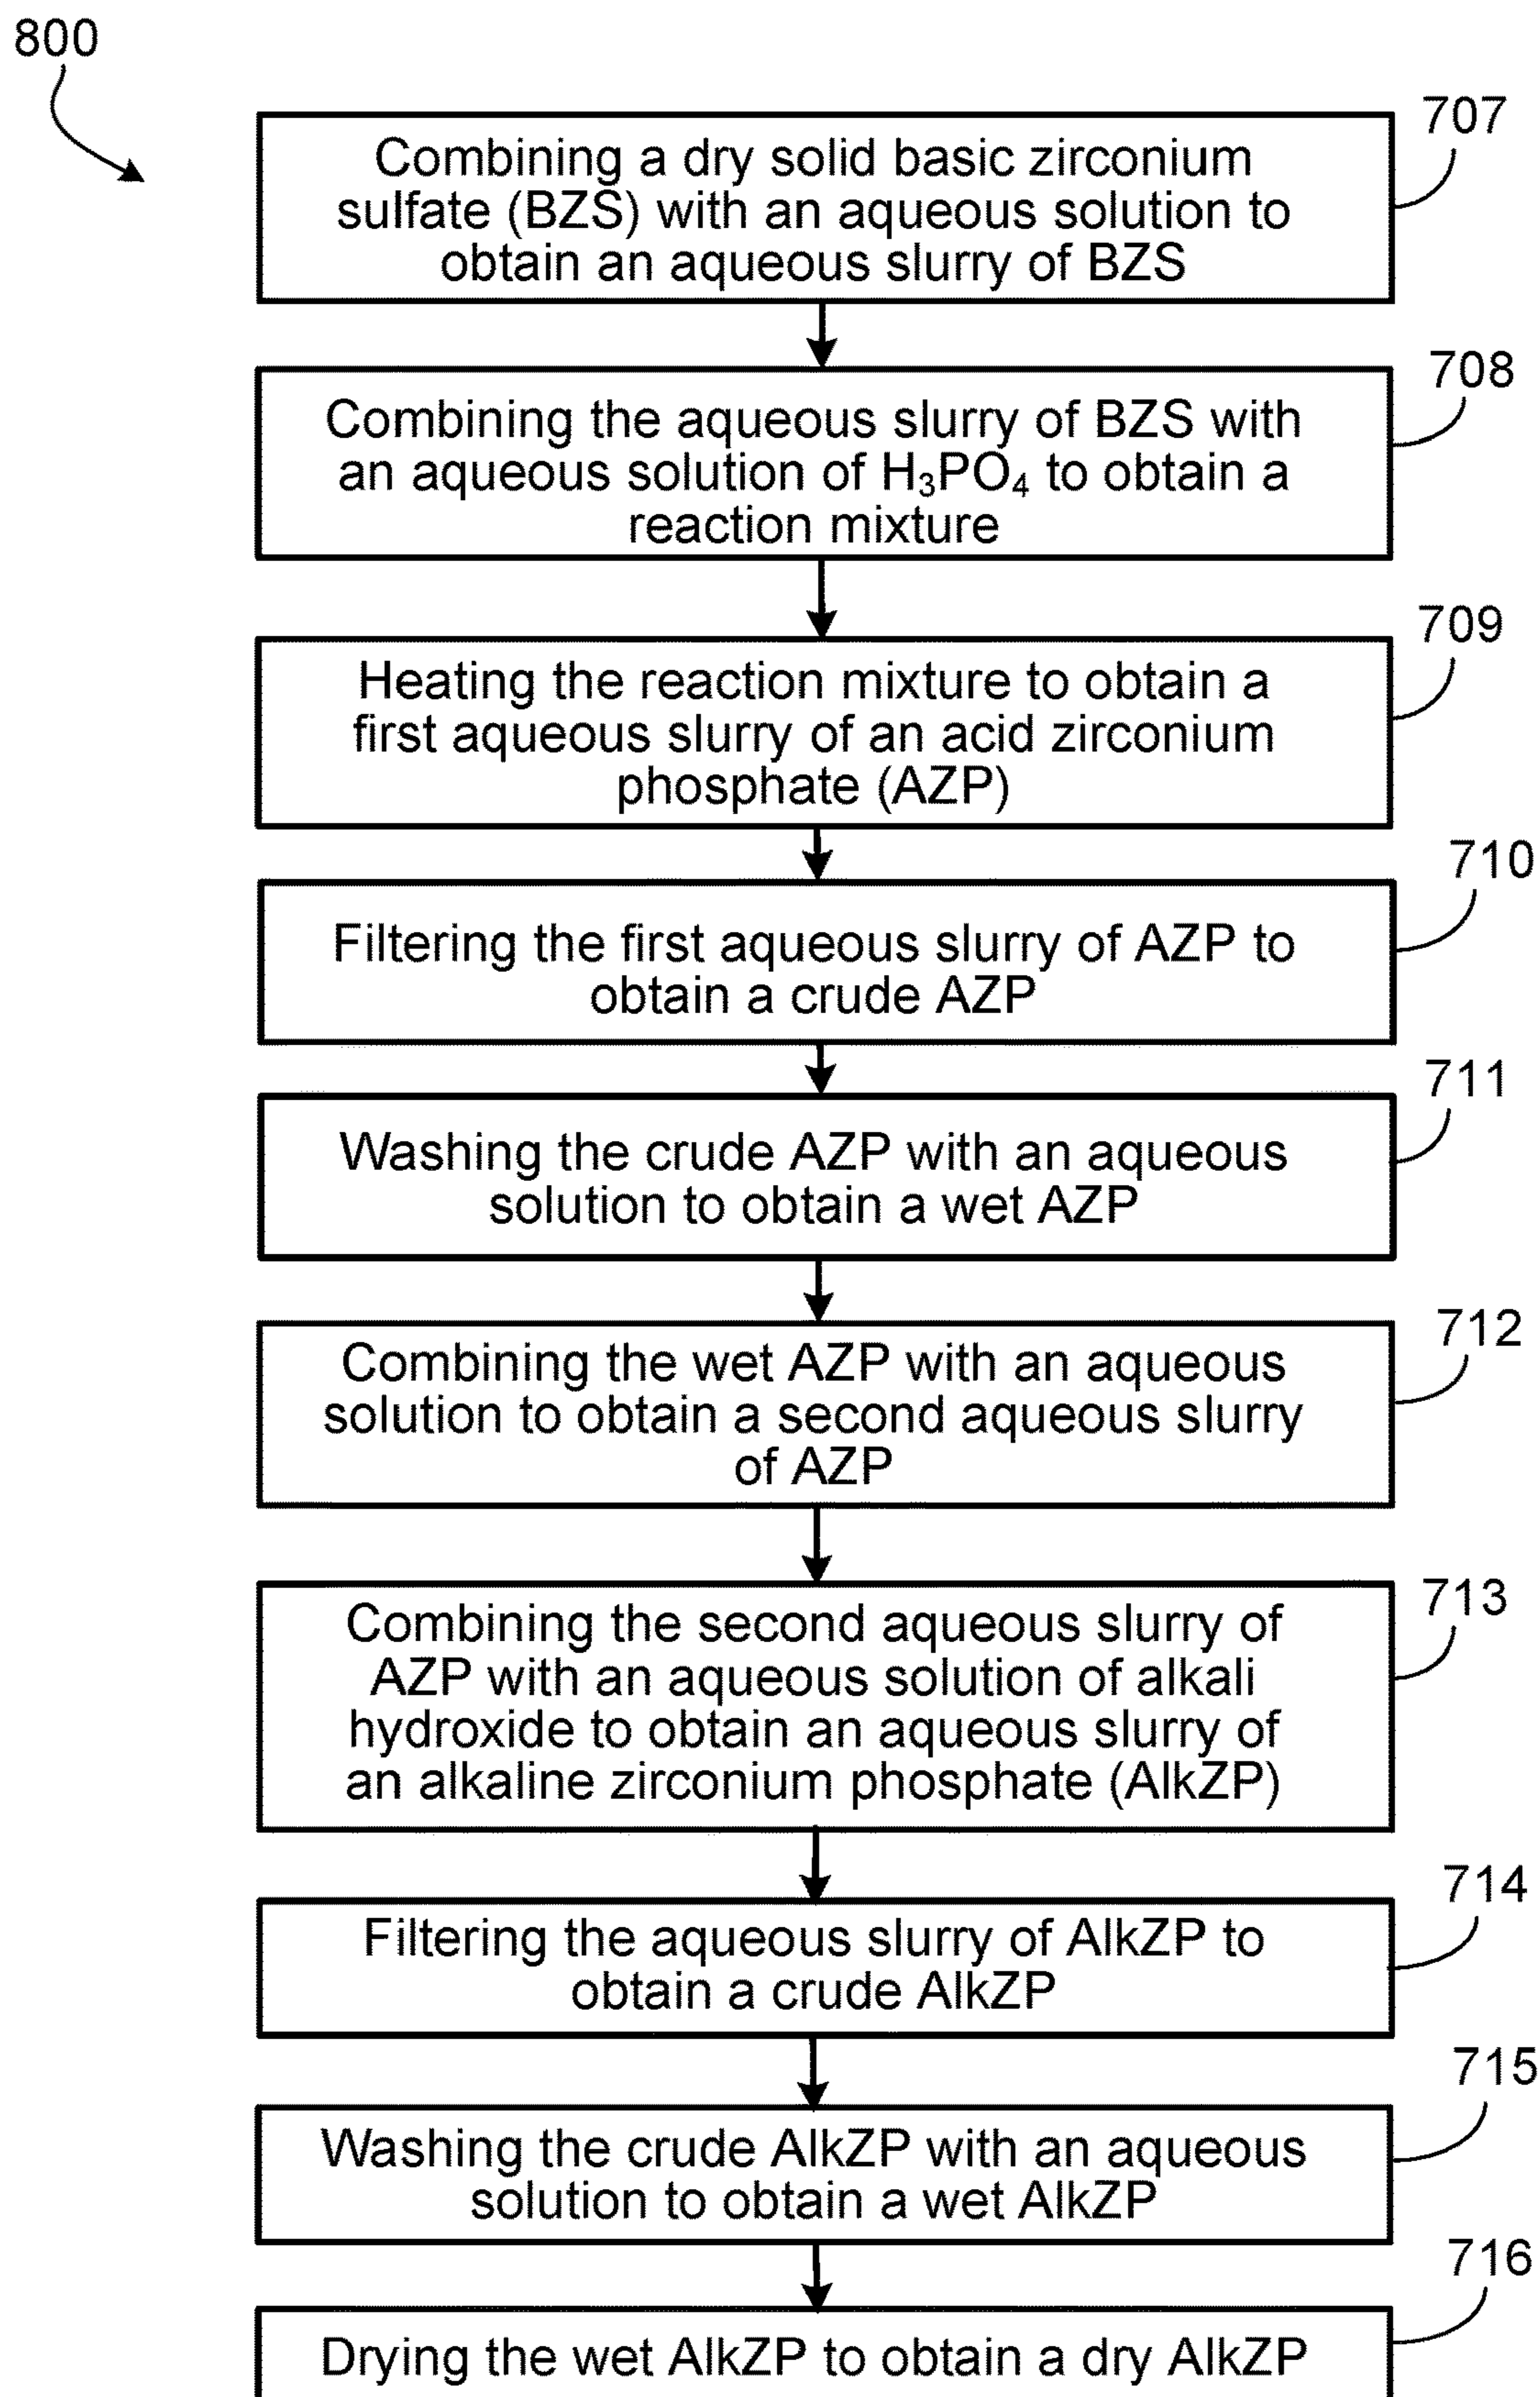 800
707
Combining a dry solid basic zirconium
sulfate (BZS) with an aqueous solution to
obtain an aqueous slurry of BZS
708
Combining the aqueous slurry of BZS with
an aqueous solution of H₃PO₄ to obtain a
reaction mixture
709
Heating the reaction mixture to obtain a
first aqueous slurry of an acid zirconium
phosphate (AZP)
710
Filtering the first aqueous slurry of AZP to
obtain a crude AZP
711
Washing the crude AZP with an aqueous
solution to obtain a wet AZP
712
Combining the wet AZP with an aqueous
solution to obtain a second aqueous slurry
of AZP
713
Combining the second aqueous slurry of
AZP with an aqueous solution of alkali
hydroxide to obtain an aqueous slurry of
an alkaline zirconium phosphate (AlkZP)
714
Filtering the aqueous slurry of AlkZP to
obtain a crude AlkZP
715
Washing the crude AlkZP with an aqueous
solution to obtain a wet AlkZP
716
Drying the wet AlkZP to obtain a dry AlkZP